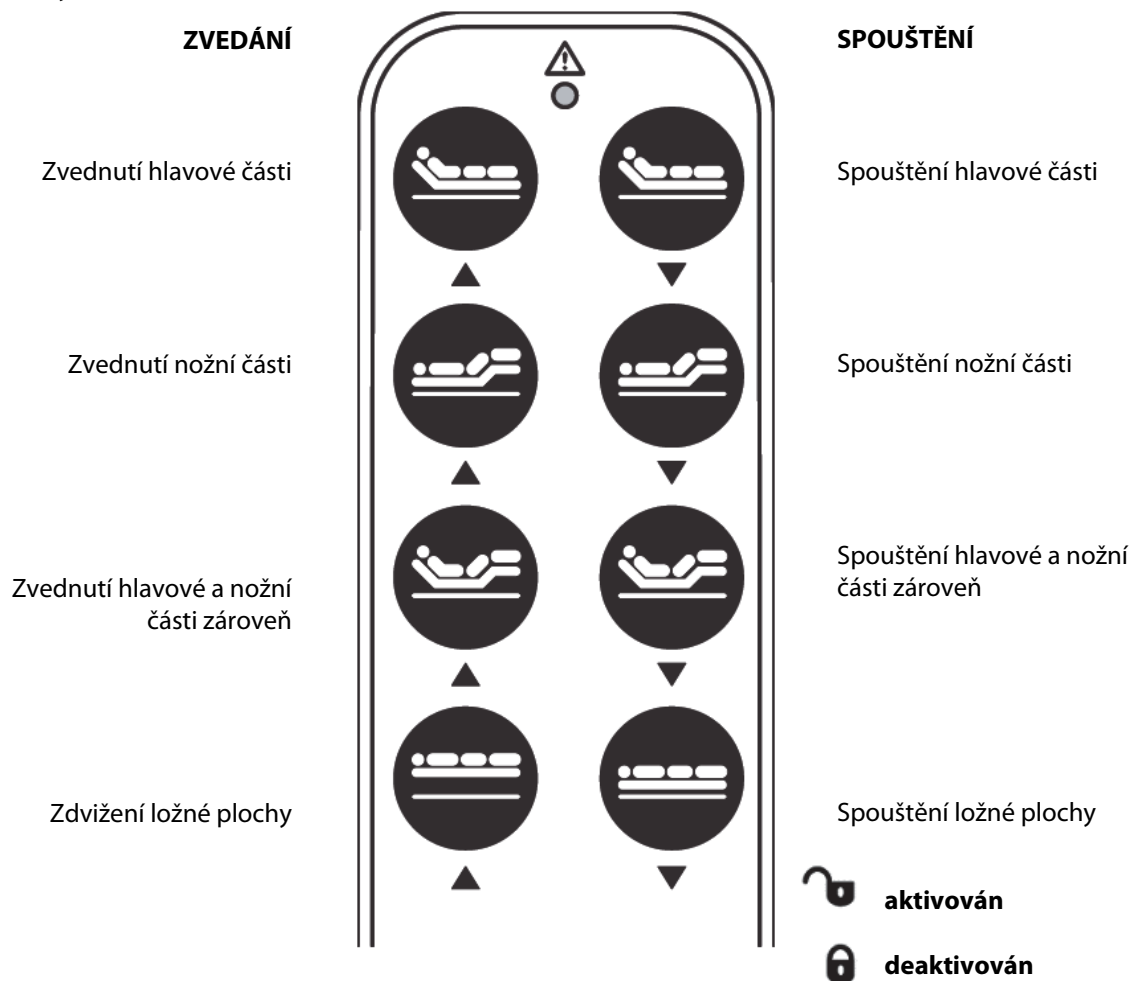 ZVEDÁNÍ
SPOUŠTĚNÍ
Zvednutí hlavové části
Spouštění hlavové části
Zvednutí nožní části
Spouštění nožní části
Zvednutí hlavové a nožní
části zároveň
Spouštění hlavové a nožní
části zároveň
Zdvižení ložné plochy
Spouštění ložné plochy
aktivován
deaktivován